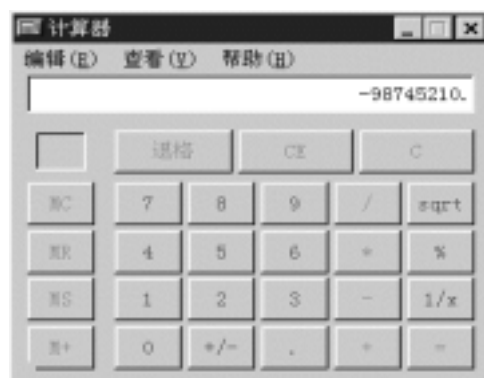 计算器
编辑(E) 查看(V) 帮助(H)
-98745210.
退格 CE C
MC 7 8 9 / sqrt
MR 4 5 6 * %
MS 1 2 3 - 1/x
M+ 0 +/- . + =